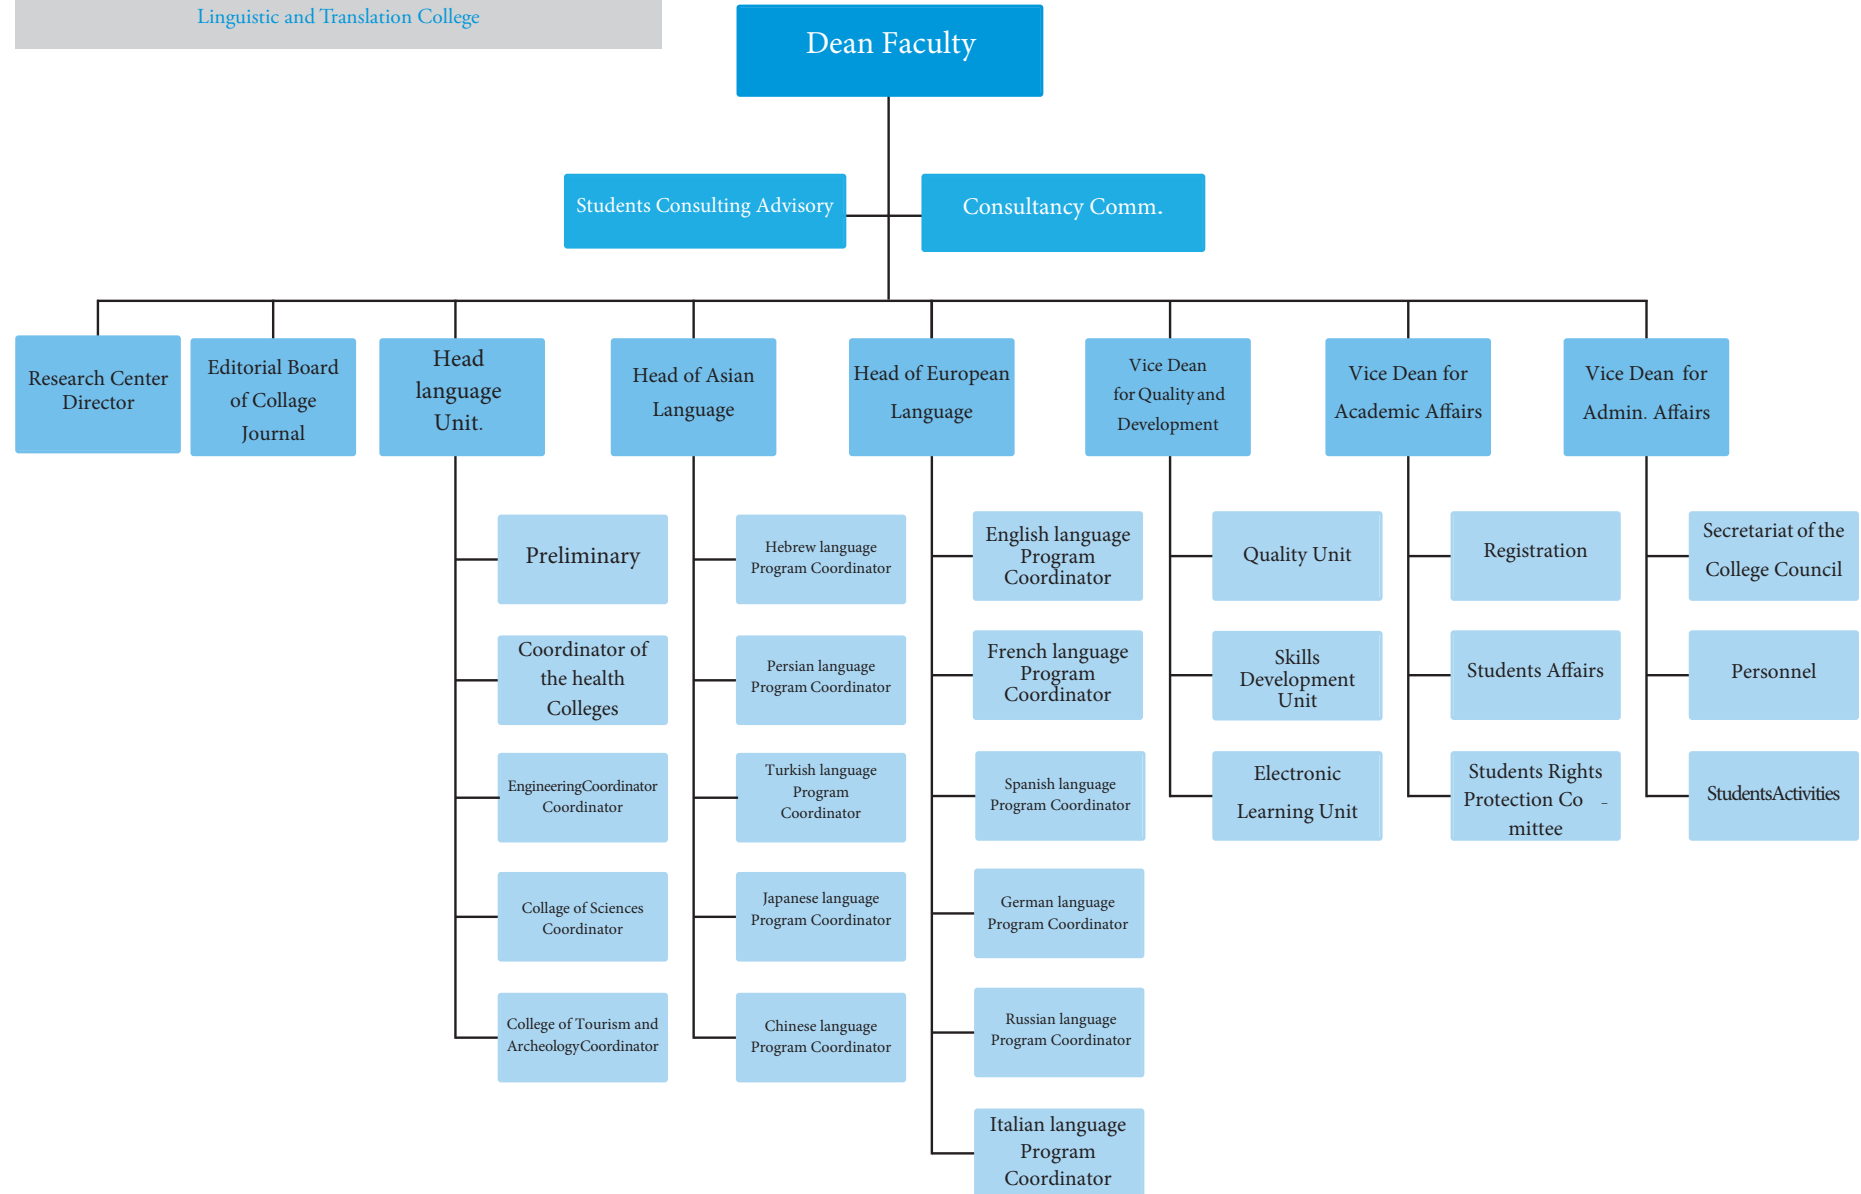 Linguistic and Translation College
Dean Faculty
Students Consulting Advisory
Consultancy Comm.
Research Center
Director
Editorial Board
of Collage
Journal
Head
language
Unit.
Head of Asian
Language
Head of European
Language
Vice Dean
for Quality and
Development
Vice Dean for
Academic Affairs
Vice Dean for
Admin. Affairs
Preliminary
Coordinator of
the health
Colleges
EngineeringCoordinator
Coordinator
Collage of Sciences
Coordinator
College of Tourism and
ArcheologyCoordinator
Hebrew language
Program Coordinator
Persian language
Program Coordinator
Turkish language
Program
Coordinator
Japanese language
Program Coordinator
Chinese language
Program Coordinator
English language
Program
Coordinator
French language
Program
Coordinator
Spanish language
Program Coordinator
German language
Program Coordinator
Russian language
Program Coordinator
Italian language
Program
Coordinator
Quality Unit
Skills
Development
Unit
Electronic
Learning Unit
Registration
Students Affairs
Students Rights
Protection Co -
mittee
Secretariat of the
College Council
Personnel
StudentsActivities